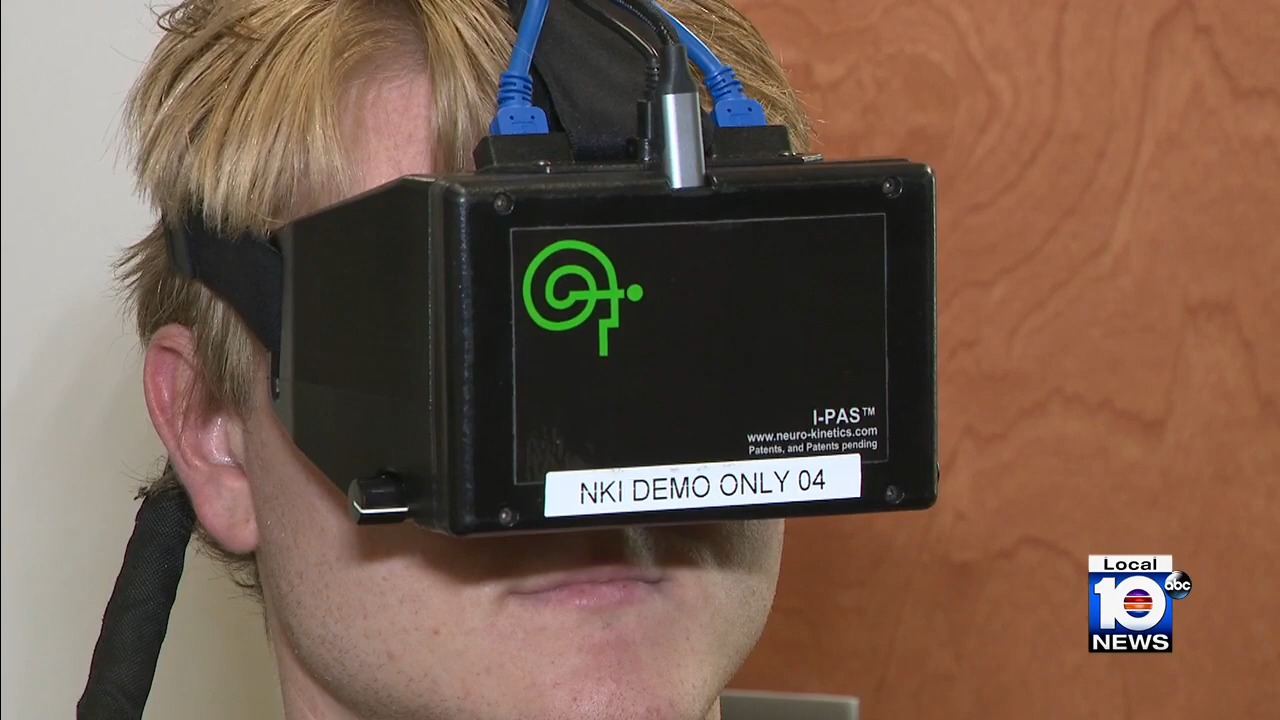 I-PAS™
www.neuro-kinetics.com
Patents, and Patents pending
NKI DEMO ONLY 04
Local
10 abc
NEWS